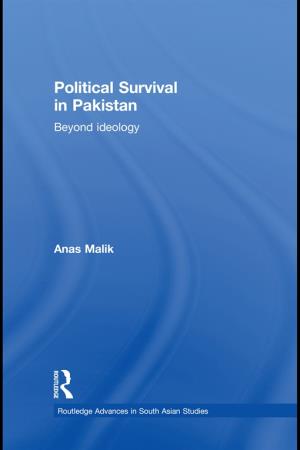 Political Survival
in Pakistan
Beyond ideology
Anas Malik
ROUTLEDGE
Routledge Advances in South Asian Studies